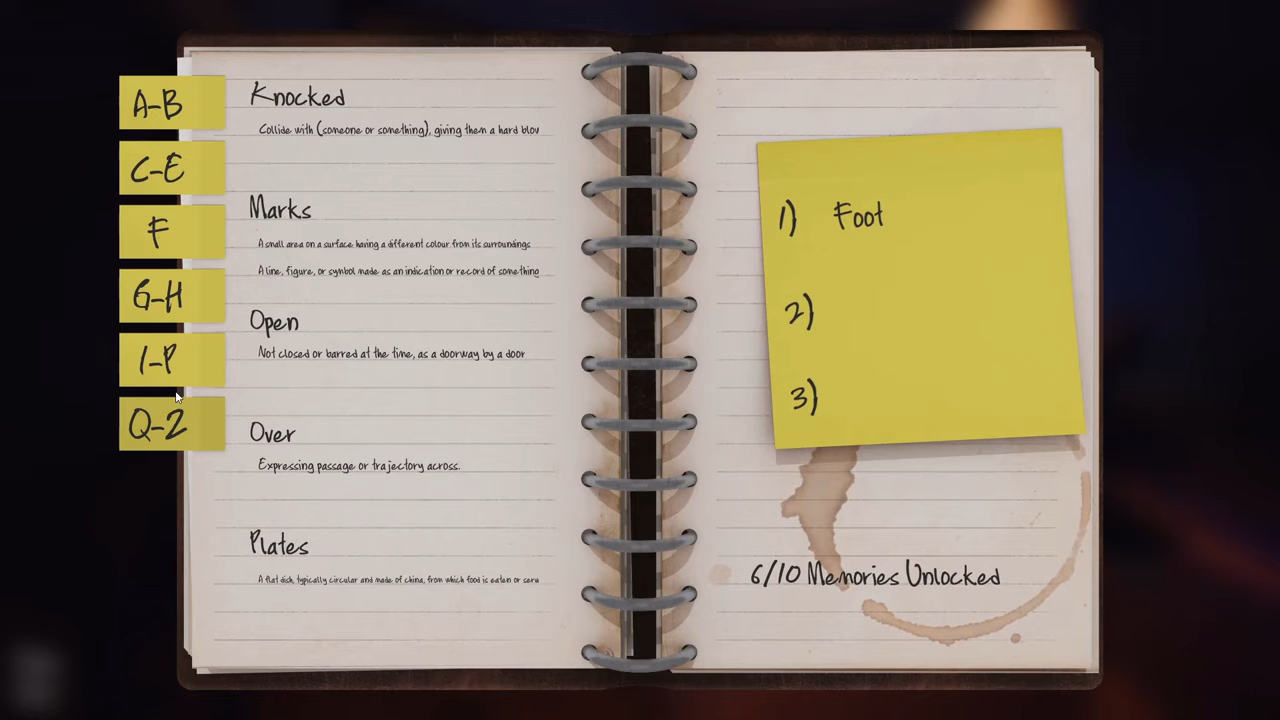 A-B
C-E
F
G-H
I-P
Q-Z
Knocked
Collide with (someone or something), giving them a hard blow
Marks
A small area on a surface having a different colour from its surroundings
A line, figure, or symbol made as an indication or record of something
Open
Not closed or barred at the time, as a doorway by a door
Over
Expressing passage or trajectory across.
Plates
A flat dish, typically circular and made of china, from which food is eaten or serv
1) Foot
2)
3)
6/10 Memories Unlocked